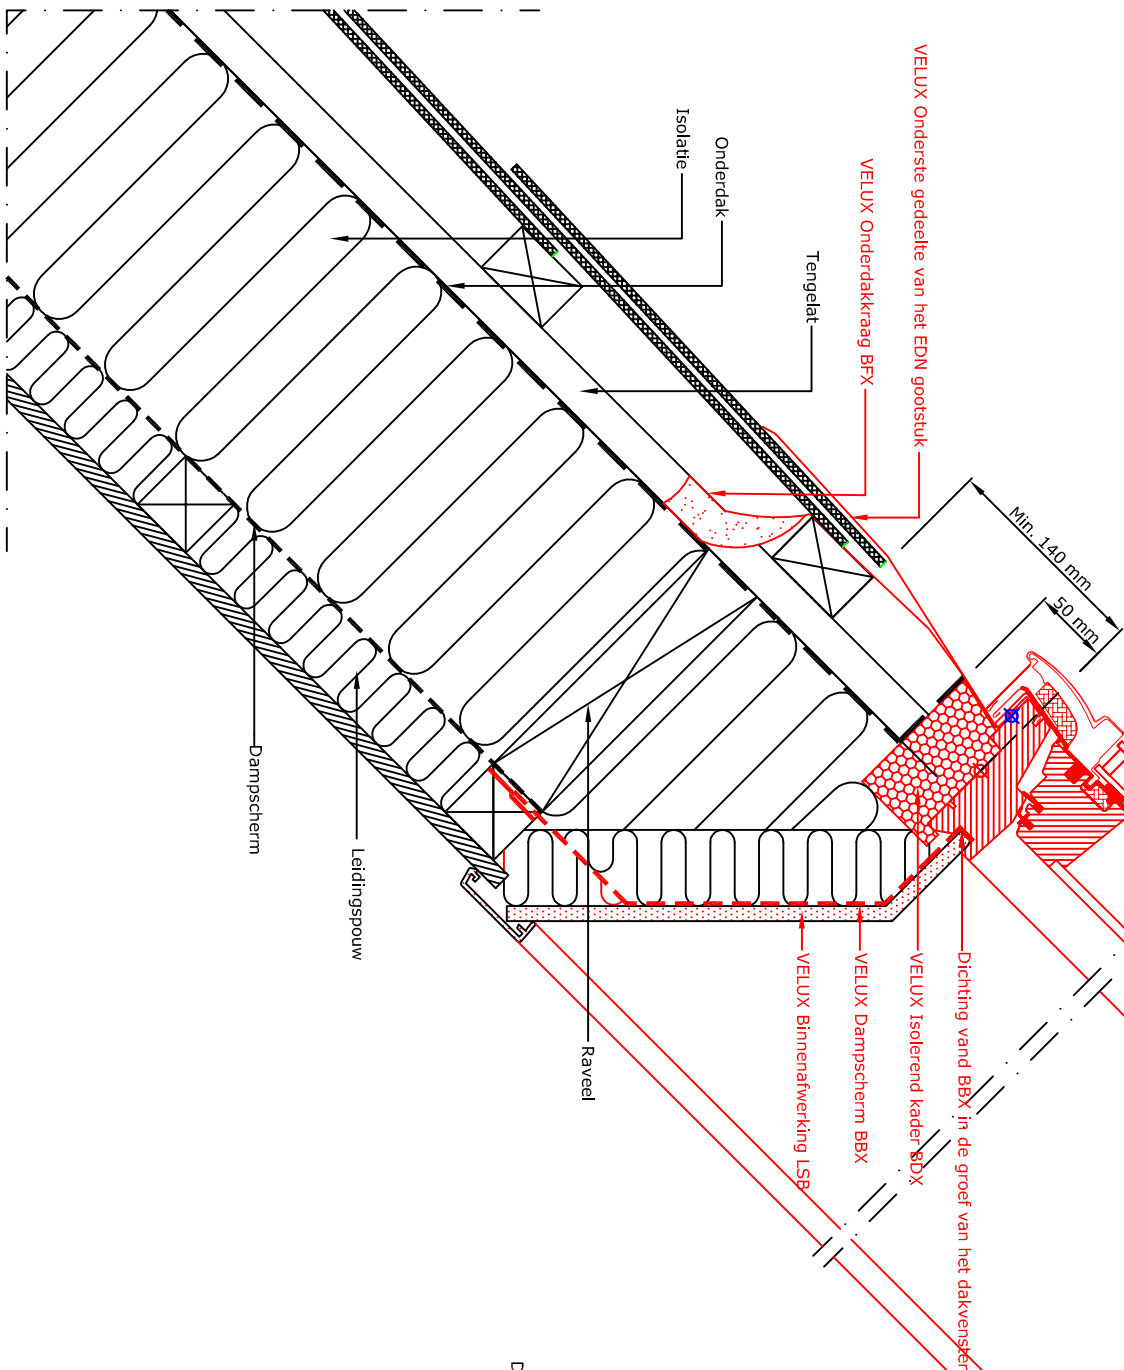 VELUX Onderste gedeelte van het EDN gootstuk
VELUX Onderdakkraag BFX
Tengelat
Onderdak
Isolatie
Min. 140 mm
50 mm
Dampscherm
Leidingspouw
Raveel
VELUX Binnenafwerking LSB
VELUX Dampscherm BBX
VELUX Isolerend kader BDX
Dichting vand BBX in de groef van het dakvenster
D